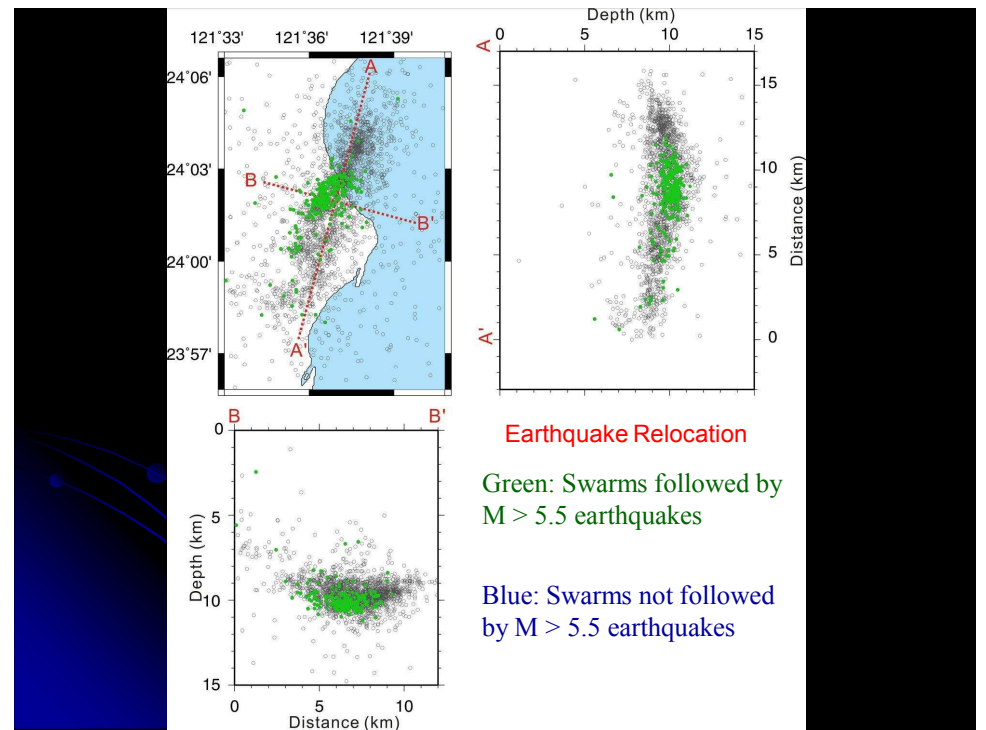 121°33' 121°36' 121°39'
24°06'
24°03'
24°00'
23°57'
A
B
B'
A'
Depth (km)
0 5 10 15
A
15
10
5
0
Distance (km)
A'
B B'
0
5
10
15
Depth (km)
0 5 10
Distance (km)
Earthquake Relocation
Green: Swarms followed by
M > 5.5 earthquakes
Blue: Swarms not followed
by M > 5.5 earthquakes